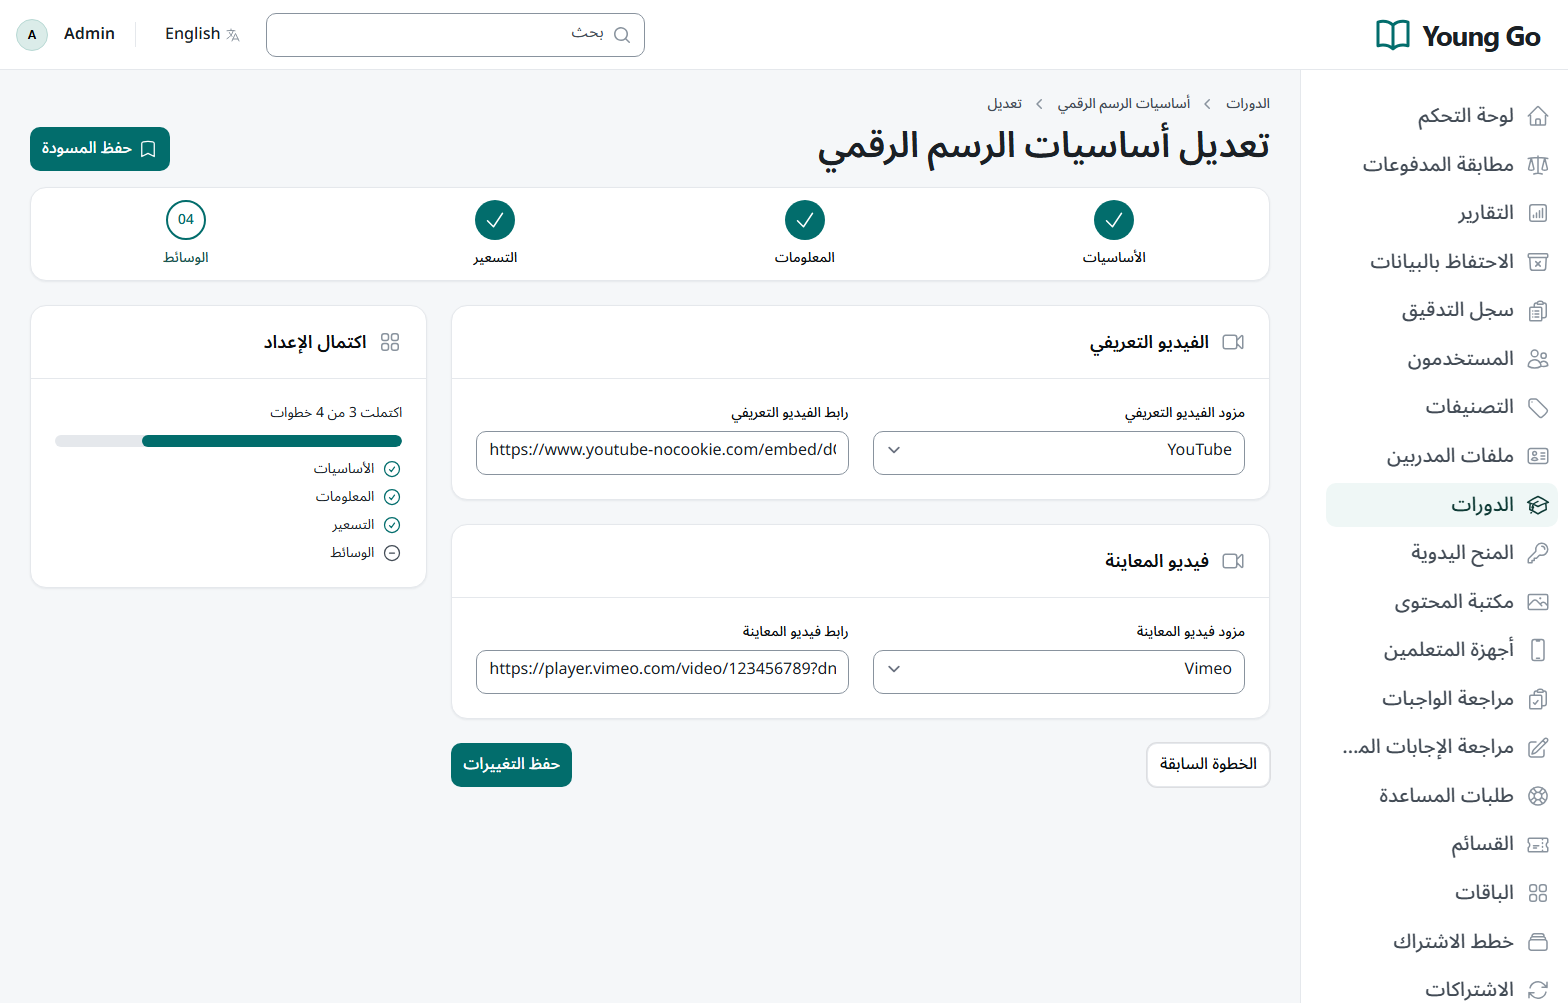 Young Go
بحث
English
Admin
A
لوحة التحكم
مطابقة المدفوعات
التقارير
الاحتفاظ بالبيانات
سجل التدقيق
المستخدمون
التصنيفات
ملفات المدربين
الدورات
المنح اليدوية
مكتبة المحتوى
أجهزة المتعلمين
مراجعة الواجبات
مراجعة الإجابات الم...
طلبات المساعدة
القسائم
الباقات
خطط الاشتراك
الاشتراكات
الدورات
أساسيات الرسم الرقمي
تعديل
تعديل أساسيات الرسم الرقمي
حفظ المسودة
الأساسيات
المعلومات
التسعير
04
الوسائط
الفيديو التعريفي
مزود الفيديو التعريفي
YouTube
رابط الفيديو التعريفي
https://www.youtube-nocookie.com/embed/d
فيديو المعاينة
مزود فيديو المعاينة
Vimeo
رابط فيديو المعاينة
https://player.vimeo.com/video/123456789?dn
الخطوة السابقة
حفظ التغييرات
اكتمال الإعداد
اكتملت 3 من 4 خطوات
الأساسيات
المعلومات
التسعير
الوسائط